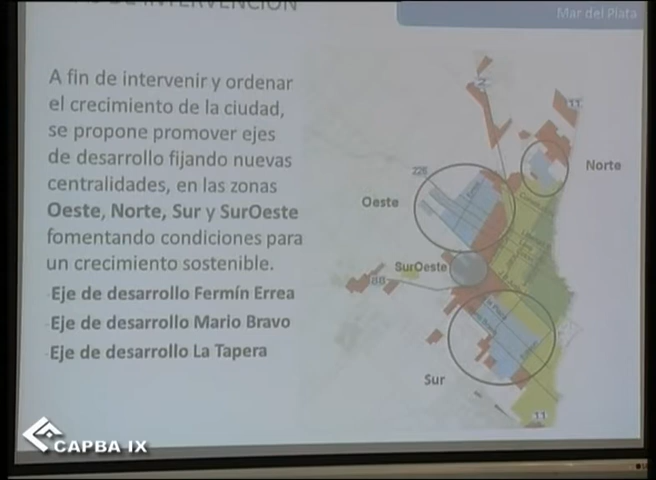 DE INTERVENCIÓN
Mar del Plata
A fin de intervenir y ordenar
el crecimiento de la ciudad,
se propone promover ejes
de desarrollo fijando nuevas
centralidades, en las zonas
Oeste, Norte, Sur y SurOeste
fomentando condiciones para
un crecimiento sostenible.
Eje de desarrollo Fermín Errea
Eje de desarrollo Mario Bravo
Eje de desarrollo La Tapera
2
11
Norte
226
Oeste
SurOeste
88
Sur
11
CAPBA IX